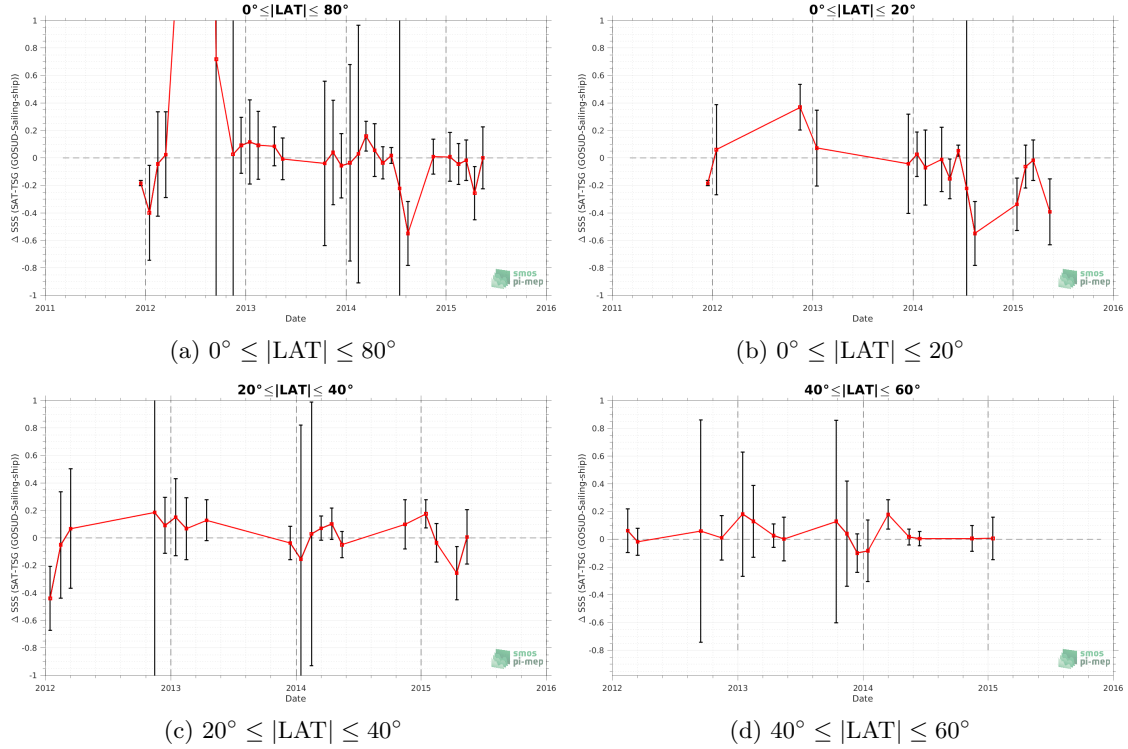 0°≤|LAT|≤ 80°
1
0.8
0.6
0.4
0.2
0
-0.2
-0.4
-0.6
-0.8
-1
Δ SSS (SAT-TSG (GOSUD-Sailing-ship))
2011
2012
2013
2014
2015
2016
Date
smos
pi-mep
(a) 0° ≤ |LAT| ≤ 80°
0°≤|LAT|≤ 20°
1
0.8
0.6
0.4
0.2
0
-0.2
-0.4
-0.6
-0.8
-1
Δ SSS (SAT-TSG (GOSUD-Sailing-ship))
2011
2012
2013
2014
2015
2016
Date
smos
pi-mep
(b) 0° ≤ |LAT| ≤ 20°
20°≤|LAT|≤ 40°
1
0.8
0.6
0.4
0.2
0
-0.2
-0.4
-0.6
-0.8
-1
Δ SSS (SAT-TSG (GOSUD-Sailing-ship))
2012
2013
2014
2015
2016
Date
smos
pi-mep
(c) 20° ≤ |LAT| ≤ 40°
40°≤|LAT|≤ 60°
1
0.8
0.6
0.4
0.2
0
-0.2
-0.4
-0.6
-0.8
Δ SSS (SAT-TSG (GOSUD-Sailing-ship))
2012
2013
2014
2015
2016
Date
smos
pi-mep
(d) 40° ≤ |LAT| ≤ 60°